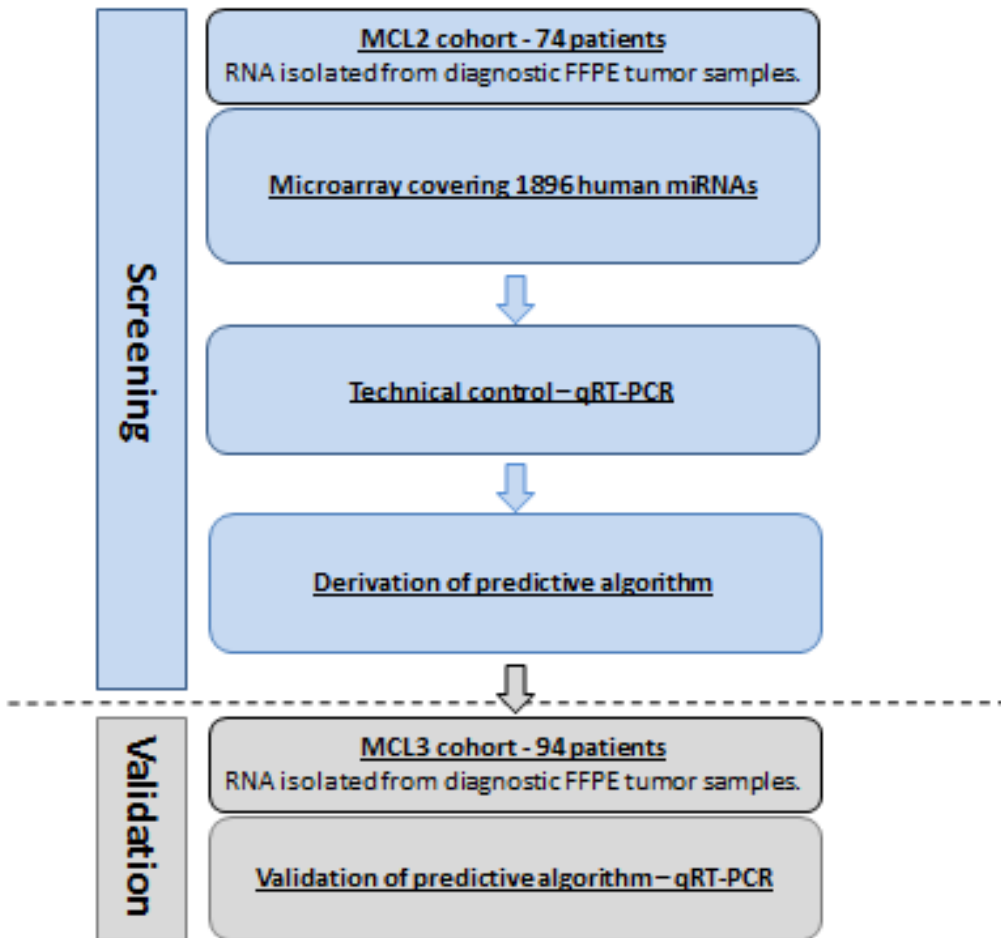 Screening
MCL2 cohort - 74 patients
RNA isolated from diagnostic FFPE tumor samples.
Microarray covering 1896 human miRNAs
Technical control – qRT-PCR
Derivation of predictive algorithm
Validation
MCL3 cohort - 94 patients
RNA isolated from diagnostic FFPE tumor samples.
Validation of predictive algorithm – qRT-PCR